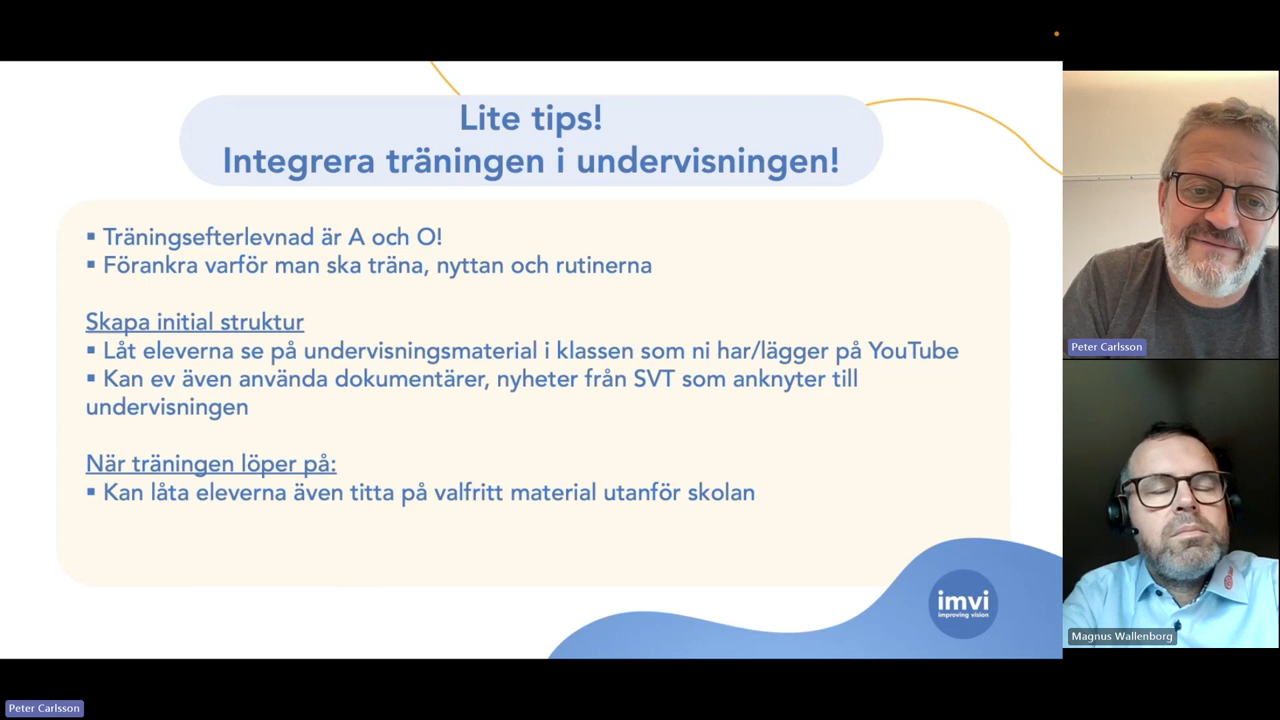 Lite tips!
Integrera träningen i undervisningen!
▪ Träningsefterlevnad är A och O!
▪ Förankra varför man ska träna, nyttan och rutinerna
Skapa initial struktur
▪ Låt eleverna se på undervisningsmaterial i klassen som ni har/lägger på YouTube
▪ Kan ev även använda dokumentärer, nyheter från SVT som anknyter till
undervisningen
När träningen löper på:
▪ Kan låta eleverna även titta på valfritt material utanför skolan
imvi
improving vision
Peter Carlsson
Magnus Wallenborg
Peter Carlsson